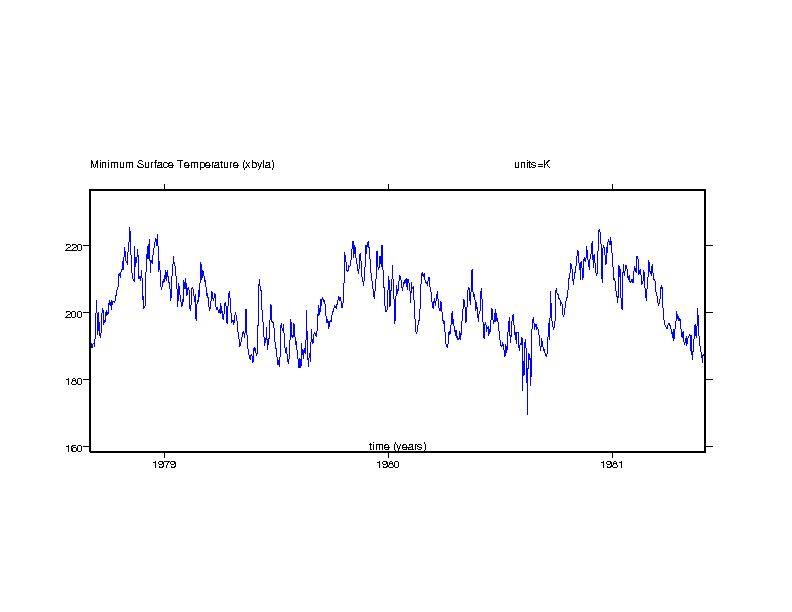 Minimum Surface Temperature (xbyla) units=K
220
200
180
160
time (years)
1979 1980 1981